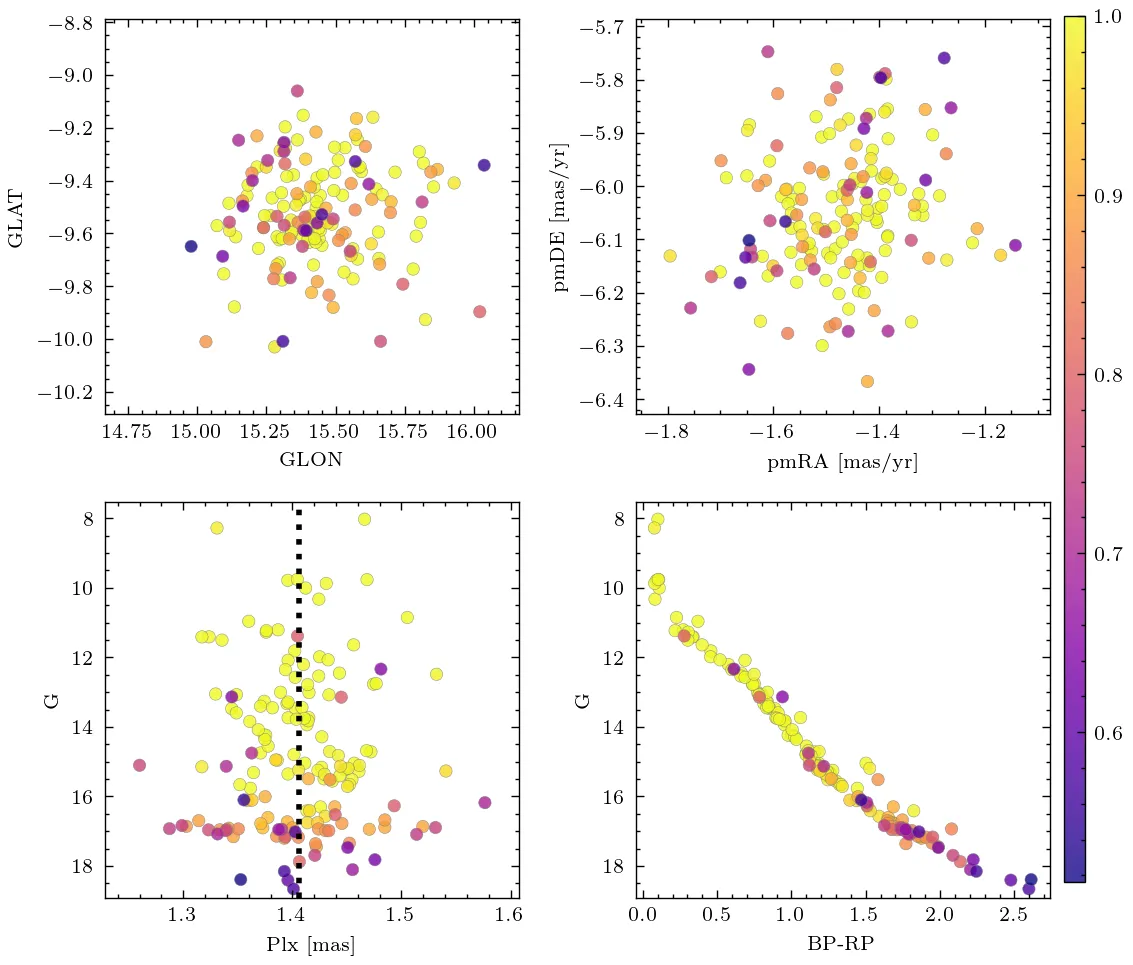 −8.8
−9.0
−9.2
−9.4
−9.6
−9.8
−10.0
−10.2
GLAT
14.75 15.00 15.25 15.50 15.75 16.00
GLON
−5.7
−5.8
−5.9
−6.0
−6.1
−6.2
−6.3
−6.4
pmDE [mas/yr]
−1.8 −1.6 −1.4 −1.2
pmRA [mas/yr]
1.0
0.9
0.8
0.7
0.6
8
10
12
14
16
18
G
1.3 1.4 1.5 1.6
Plx [mas]
8
10
12
14
16
18
G
0.0 0.5 1.0 1.5 2.0 2.5
BP-RP